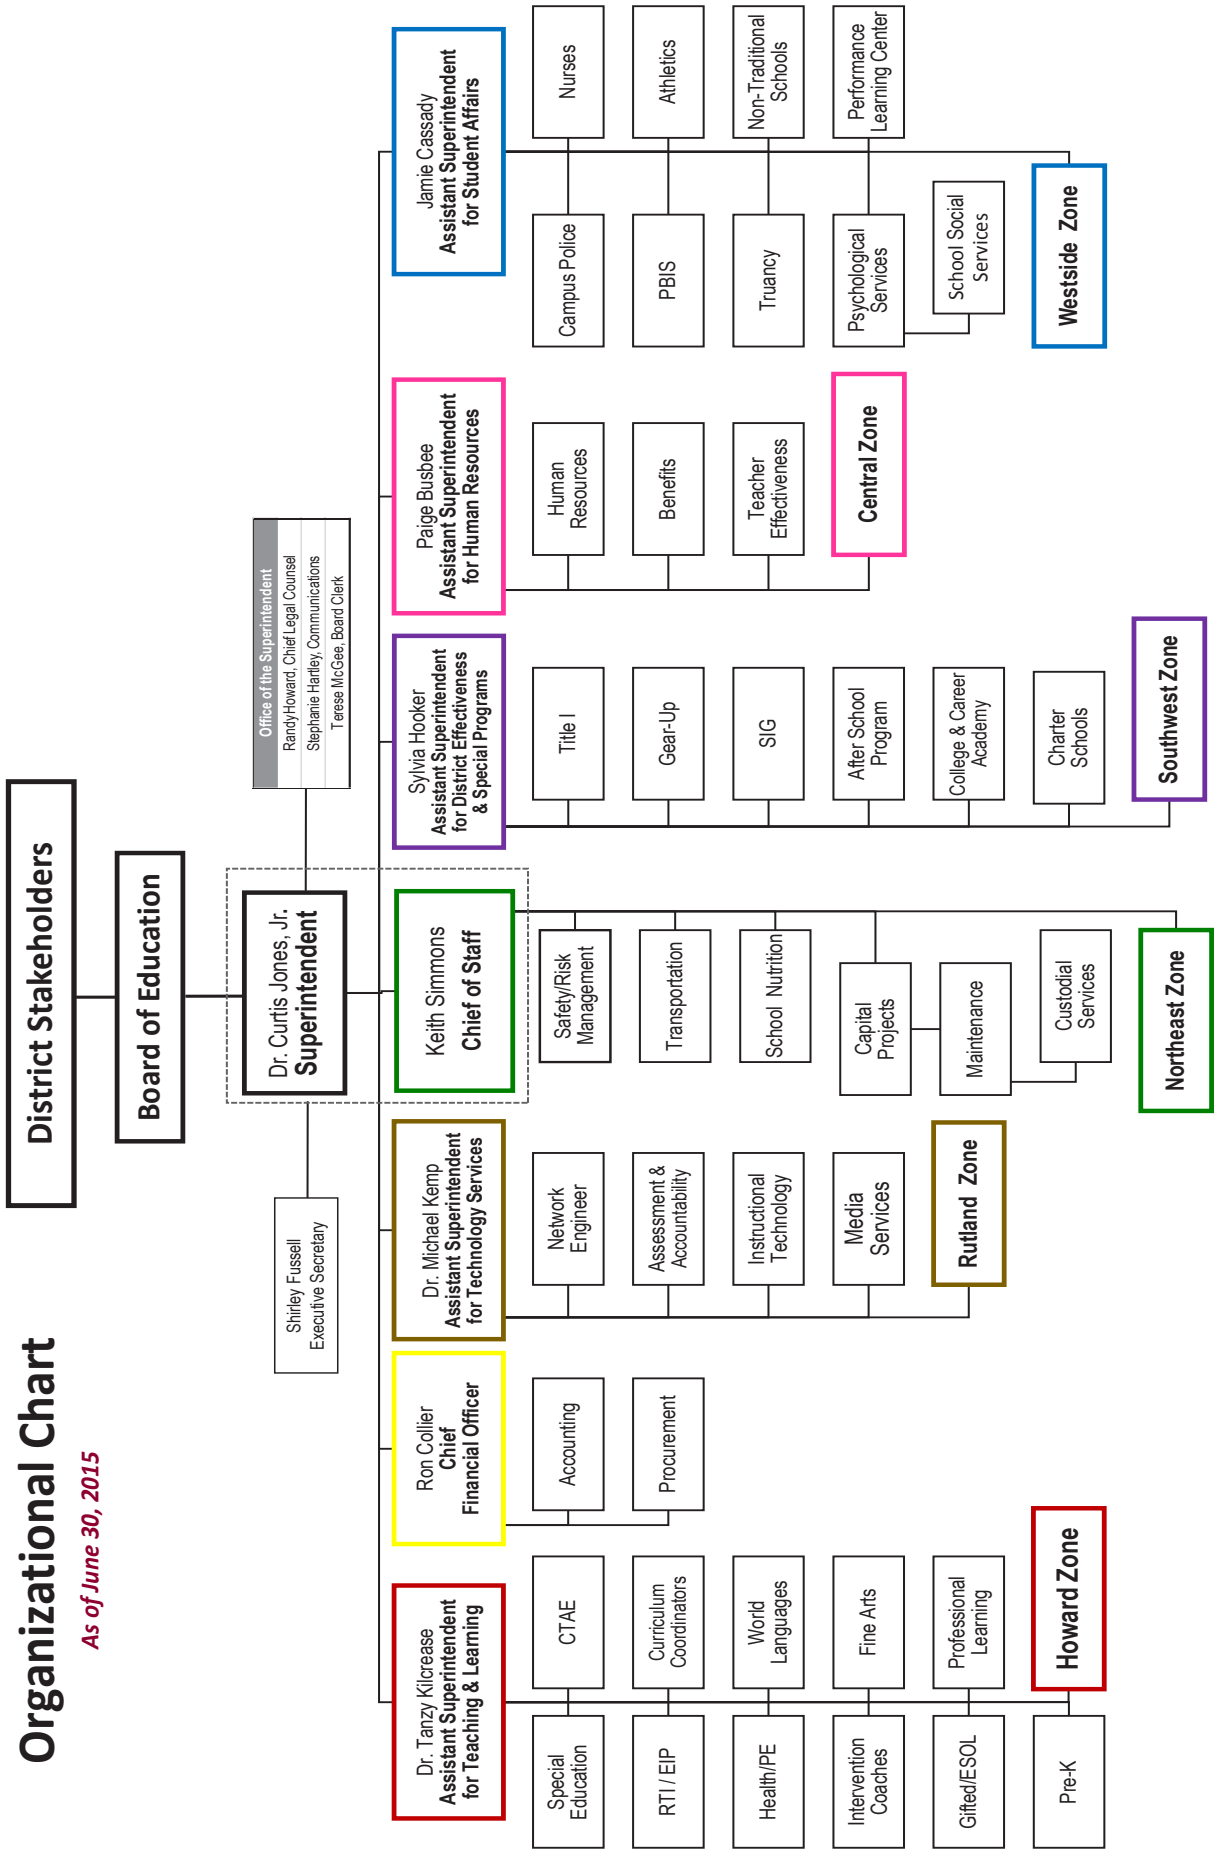 Organizational Chart
As of June 30, 2015
District Stakeholders
Board of Education
Dr. Curtis Jones, Jr.
Superintendent
Shirley Fussell
Executive Secretary
Office of the Superintendent
Randy Howard, Chief Legal Counsel
Stephanie Hartley, Communications
Terese McGee, Board Clerk
Dr. Tanzy Kilcrease
Assistant Superintendent
for Teaching & Learning
Special
Education
CTAE
RTI / EIP
Curriculum
Coordinators
Health/PE
World
Languages
Intervention
Coaches
Fine Arts
Gifted/ESOL
Professional
Learning
Pre-K
Howard Zone
Ron Collier
Chief
Financial Officer
Accounting
Procurement
Dr. Michael Kemp
Assistant Superintendent
for Technology Services
Network
Engineer
Assessment &
Accountability
Instructional
Technology
Media
Services
Rutland Zone
Keith Simmons
Chief of Staff
Safety/Risk
Management
Transportation
School Nutrition
Capital
Projects
Maintenance
Custodial
Services
Northeast Zone
Sylvia Hooker
Assistant Superintendent
for District Effectiveness
& Special Programs
Title I
Gear-Up
SIG
After School
Program
College & Career
Academy
Charter
Schools
Southwest Zone
Paige Busbee
Assistant Superintendent
for Human Resources
Human
Resources
Benefits
Teacher
Effectiveness
Central Zone
Jamie Cassady
Assistant Superintendent
for Student Affairs
Campus Police
Nurses
PBIS
Athletics
Truancy
Non-Traditional
Schools
Psychological
Services
Performance
Learning Center
School Social
Services
Westside Zone